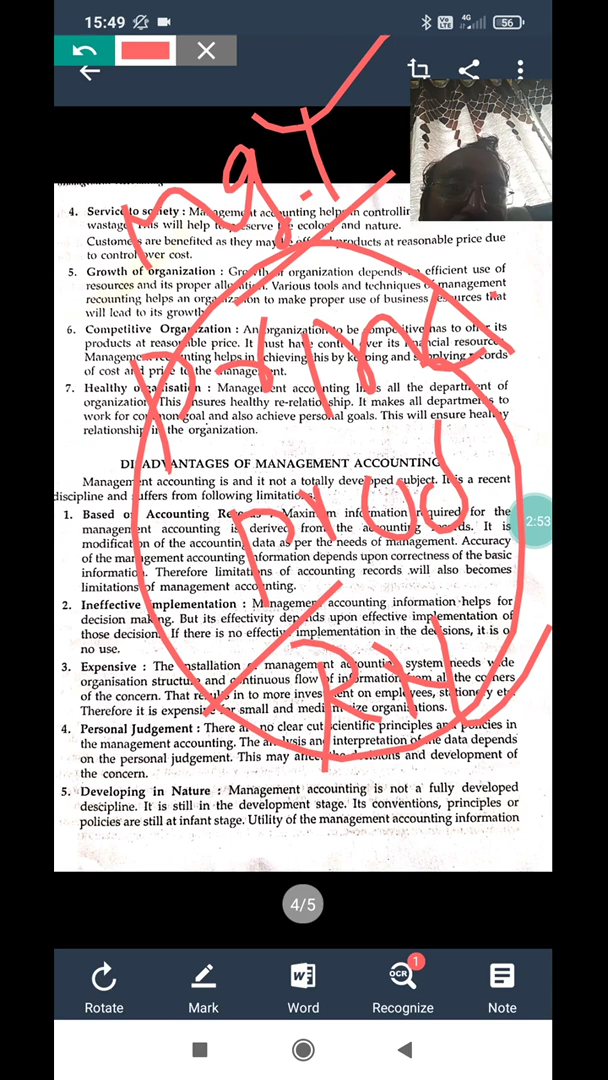 15:49 4G 56
4. Service to society : Management accounting helps in controlling
wastage. This will help to preserve the ecology and nature.
Customers are benefited as they may be offered products at reasonable price due
to control over cost.
5. Growth of organization : Growth of organization depends on efficient use of
resources and its proper allocation. Various tools and techniques of management
recounting helps an organization to make proper use of business resources that
will lead to its growth.
6. Competitive Organization : An organization to be competitive has to offer its
products at reasonable price. It must have control over its financial resources.
Management accounting helps in achieving this by keeping and supplying records
of cost and price to the management.
7. Healthy organisation : Management accounting links all the department of
organization. This ensures healthy re-relationship. It makes all departments to
work for common goal and also achieve personal goals. This will ensure healthy
relationship in the organization.
DISADVANTAGES OF MANAGEMENT ACCOUNTING
Management accounting is and it not a totally developed subject. It is a recent
discipline and suffers from following limitations.
1. Based on Accounting Records : Maximum information required for the
management accounting is derived from the accounting records. It is
modification of the accounting data as per the needs of management. Accuracy
of the management accounting information depends upon correctness of the basic
information. Therefore limitations of accounting records will also becomes
limitations of management accounting.
2:53
2. Ineffective implementation : Management accounting information helps for
decision making. But its effectivity depends upon effective implementation of
those decision. If there is no effective implementation in the decisions, it is o
no use.
3. Expensive : The installation of management accounting system needs wide
organisation structure and continuous flow of information from all the corners
of the concern. That results in to more investment on employees, stationery etc
Therefore it is expensive for small and medium size organisations.
4. Personal Judgement : There are no clear cut scientific principles and policies in
the management accounting. The analysis and interpretation of the data depends
on the personal judgement. This may affect the decisions and development of
the concern.
5. Developing in Nature : Management accounting is not a fully developed
descipline. It is still in the development stage. Its conventions, principles or
policies are still at infant stage. Utility of the management accounting information
mgt
Prod
4/5
1
Rotate Mark Word Recognize Note